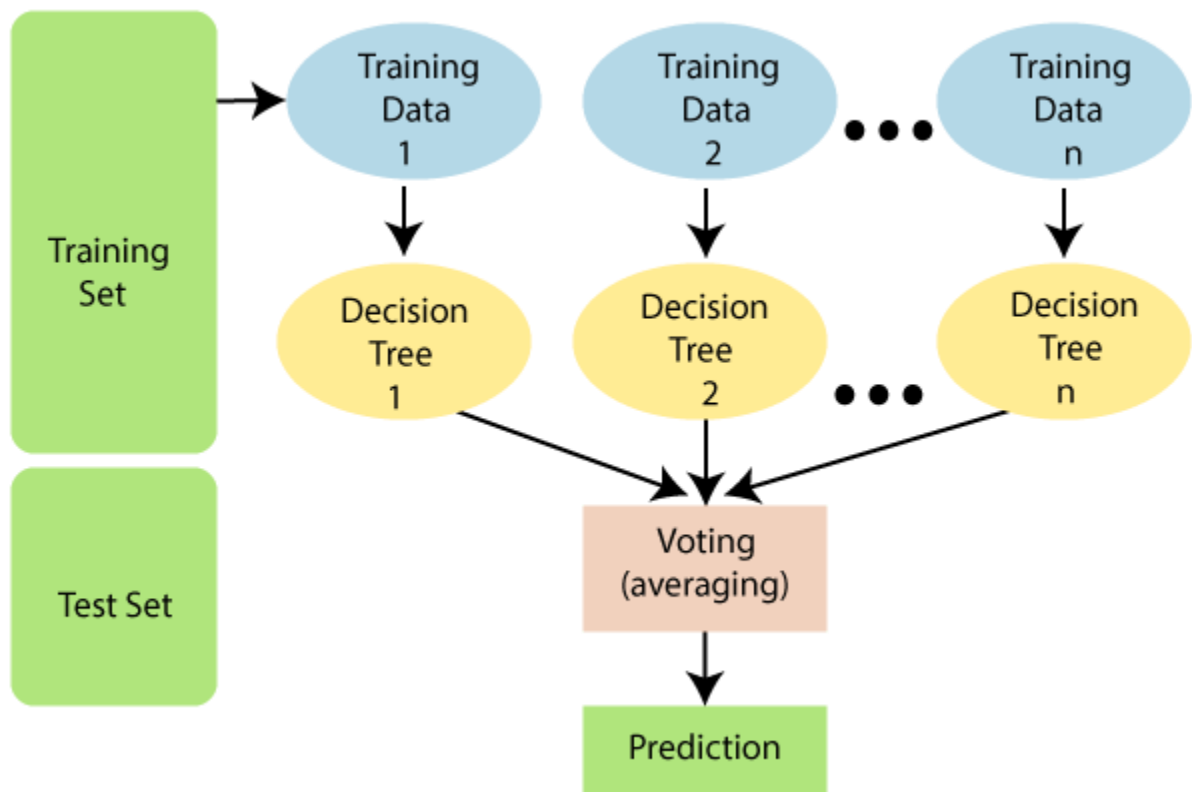 Training
Set
Test Set
Training
Data
1
Training
Data
2
Training
Data
n
Decision
Tree
1
Decision
Tree
2
Decision
Tree
n
Voting
(averaging)
Prediction